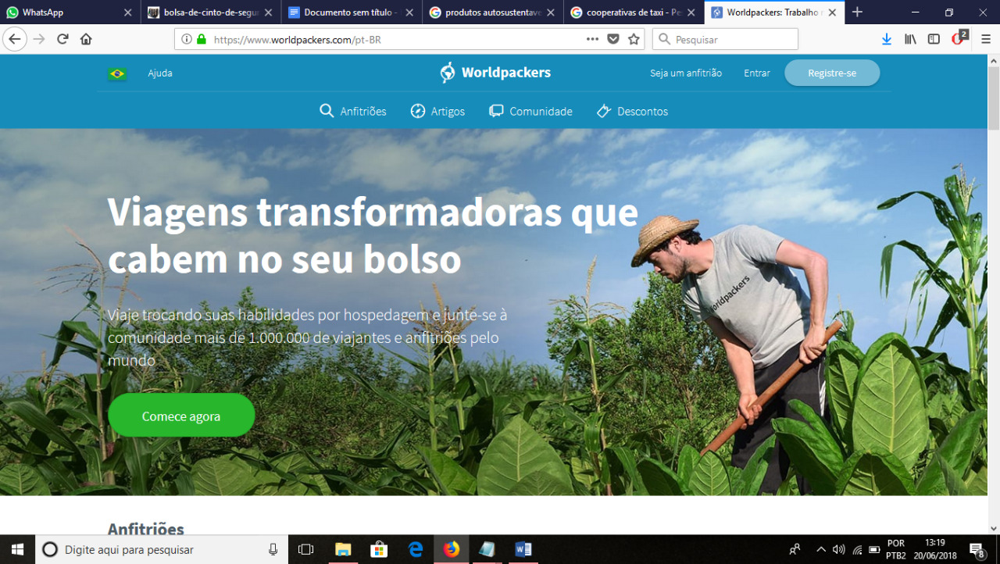 WhatsApp
bolsa-de-cinto-de-segur
Documento sem título -
produtos autosustentave
cooperativas de taxi - Pe
Worldpackers: Trabalho
https://www.worldpackers.com/pt-BR
Pesquisar
2
Ajuda
Worldpackers
Seja um anfitrião
Entrar
Registre-se
Anfitriões
Artigos
Comunidade
Descontos
Viagens transformadoras que
cabem no seu bolso
Worldpackers
Viaje trocando suas habilidades por hospedagem e junte-se à
comunidade mais de 1.000.000 de viajantes e anfitriões pelo
mundo
Comece agora
Anfitriões
Digite aqui para pesquisar
POR
PTB2
13:19
20/06/2018
8